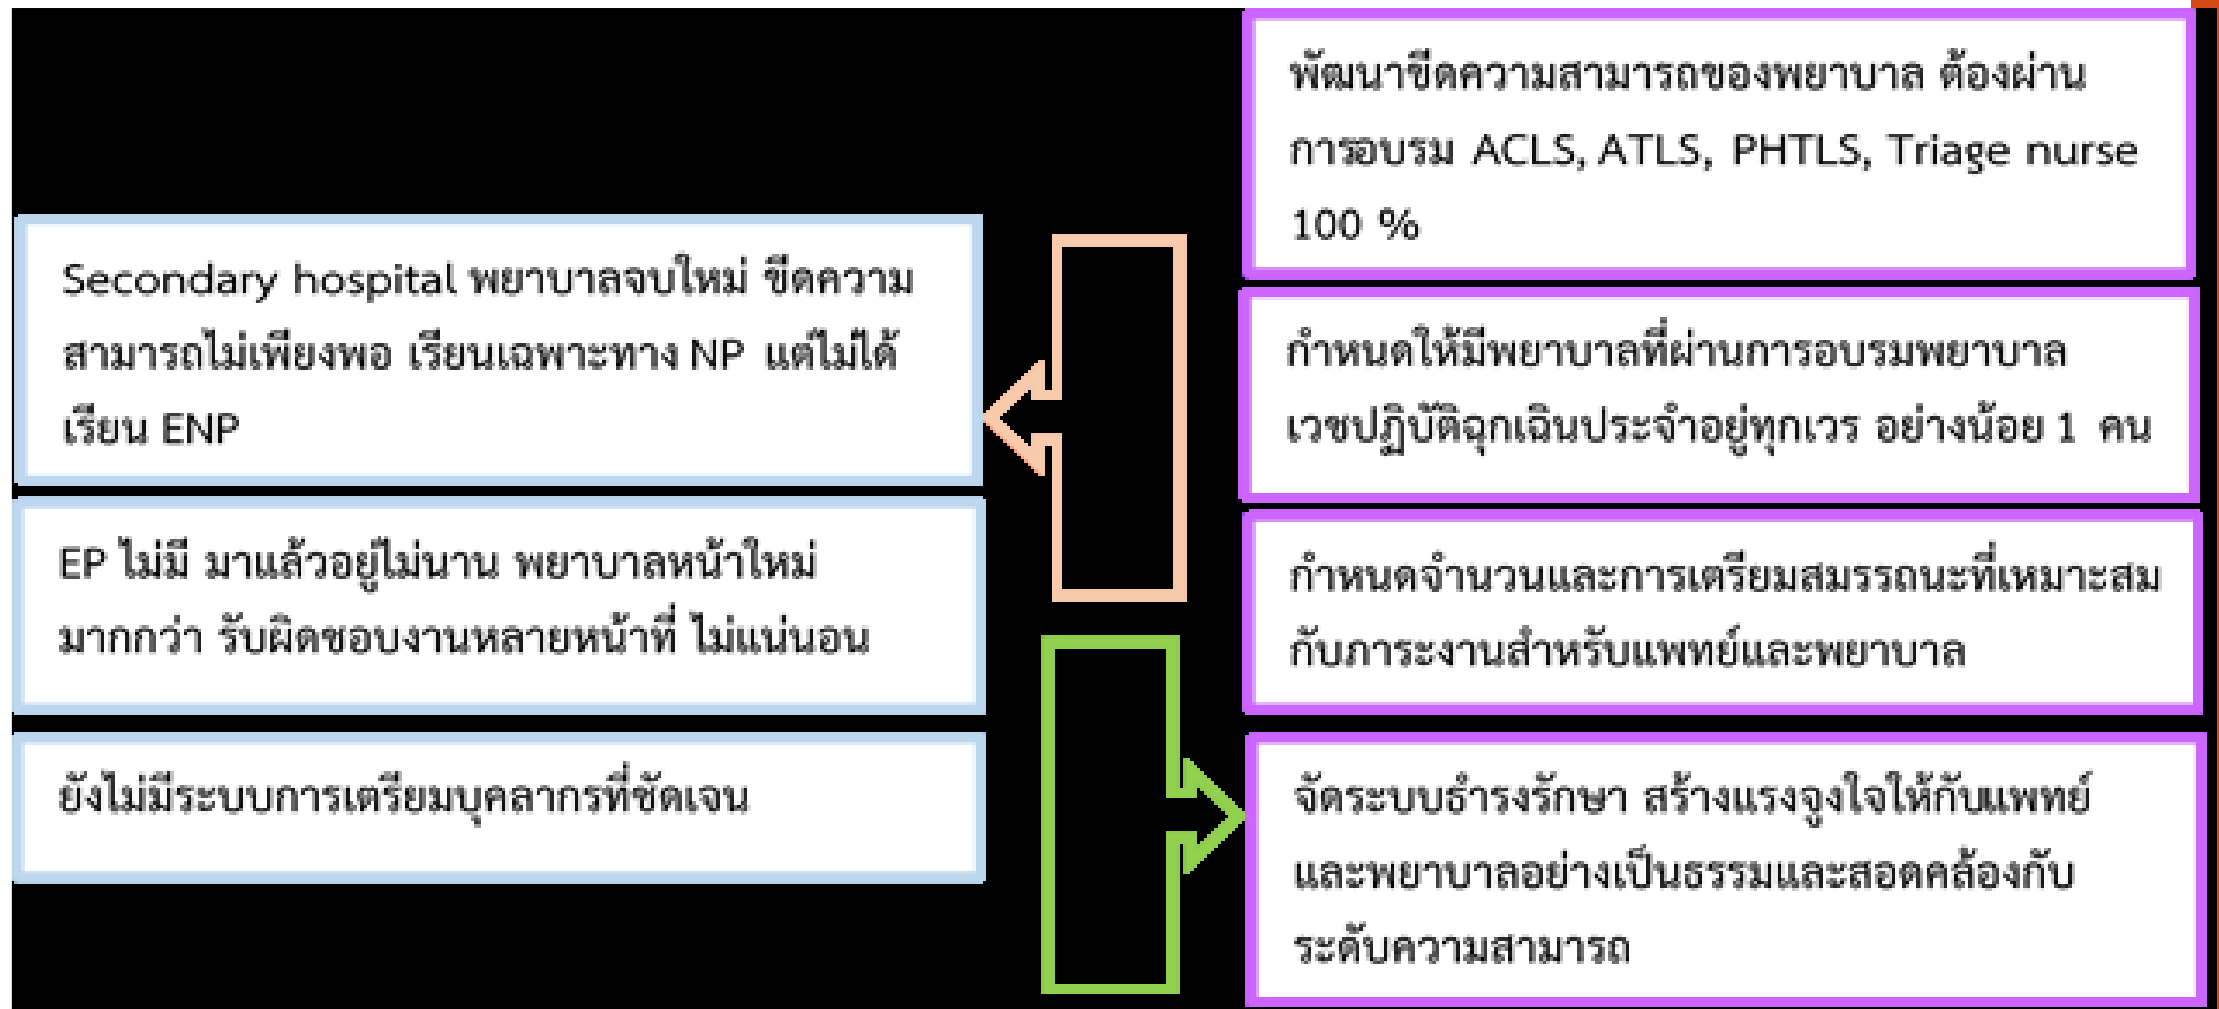 Secondary hospital พยาบาลจบใหม่ ขีดความ
สามารถไม่เพียงพอ เรียนเฉพาะทาง NP แต่ไม่ได้
เรียน ENP
EP ไม่มี มาแล้วอยู่ไม่นาน พยาบาลหน้าใหม่
มากกว่า รับผิดชอบงานหลายหน้าที่ ไม่แน่นอน
ยังไม่มีระบบการเตรียมบุคลากรที่ชัดเจน
พัฒนาขีดความสามารถของพยาบาล ต้องผ่าน
การอบรม ACLS, ATLS, PHTLS, Triage nurse
100 %
กำหนดให้มีพยาบาลที่ผ่านการอบรมพยาบาล
เวชปฏิบัติฉุกเฉินประจำอยู่ทุกเวร อย่างน้อย 1 คน
กำหนดจำนวนและการเตรียมสมรรถนะที่เหมาะสม
กับภาระงานสำหรับแพทย์และพยาบาล
จัดระบบธำรงรักษา สร้างแรงจูงใจให้กับแพทย์
และพยาบาลอย่างเป็นธรรมและสอดคล้องกับ
ระดับความสามารถ